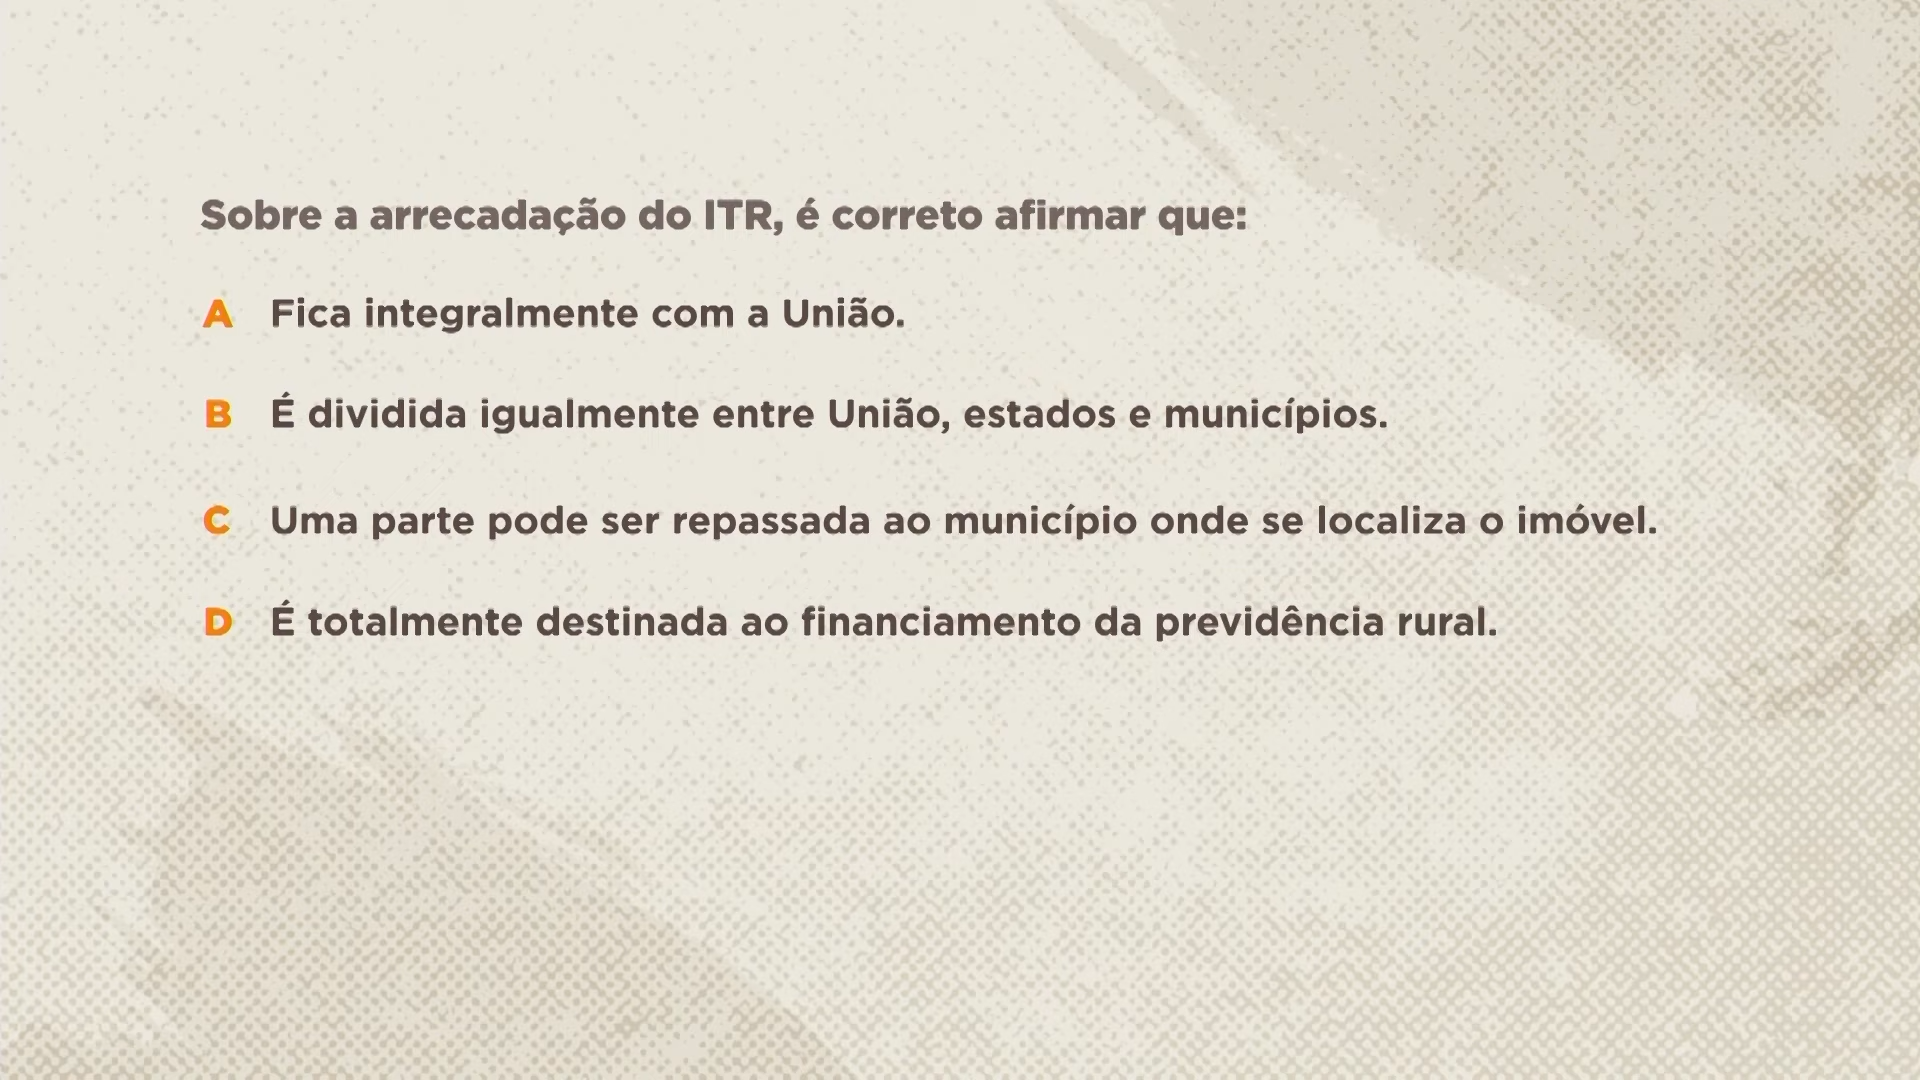 Sobre a arrecadação do ITR, é correto afirmar que:
A Fica integralmente com a União.
B É dividida igualmente entre União, estados e municípios.
C Uma parte pode ser repassada ao município onde se localiza o imóvel.
D É totalmente destinada ao financiamento da previdência rural.